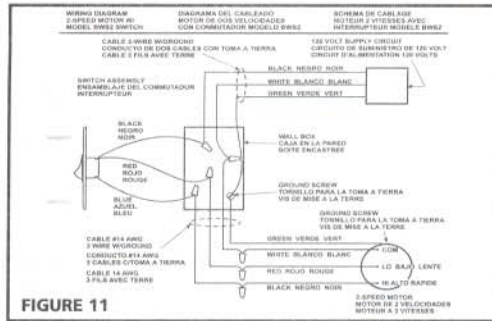 WIRING DIAGRAM
2-SPEED MOTOR W/
MODEL BWS2 SWITCH
DIAGRAMA DEL CABLEADO
MOTOR DE DOS VELOCIDADES
CON CONMUTADOR MODELO BWS2
SCHEMA DE CABLAGE
MOTEUR 2 VITESSES AVEC
INTERRUPTEUR MODELE BWS2
CABLE 2-WIRE W/GROUND
CONDUCTO DE DOS CABLES CON TOMA A TIERRA
CABLE 2 FILS AVEC TERRE
120 VOLT SUPPLY CIRCUIT
CIRCUITO DE SUMINISTRO DE 120 VOLT
CIRCUIT D'ALIMENTATION 120 VOLTS
BLACK NEGRO NOIR
WHITE BLANCO BLANC
GREEN VERDE VERT
SWITCH ASSEMBLY
ENSAMBLAJE DEL COMMUTADOR
INTERRUPTEUR
BLACK
NEGRO
NOIR
RED
ROJO
ROUGE
BLUE
AZUEL
BLEU
WALL BOX
CAJA EN LA PARED
BOITE ENCASTREE
GROUND SCREW
TORNILLO PARA LA TOMA A TIERRA
VIS DE MISE A LA TERRE
GROUND SCREW
TORNILLO PARA LA TOMA A TIERRA
VIS DE MISE A LA TERRE
CABLE #14 AWG
3 WIRE W/GROUND
CONDUCTO #14 AWG
3 CABLES C/TOMA A TIERRA
CABLE 14 AWG
3 FILS AVEC TERRE
GREEN VERDE VERT
WHITE BLANCO BLANC
RED ROJO ROUGE
BLACK NEGRO NOIR
COM
LO BAJO LENTE
HI ALTO RAPIDE
2-SPEED MOTOR
MOTOR DE 2 VELOCIDADES
MOTEUR A 2 VITESSES
FIGURE 11